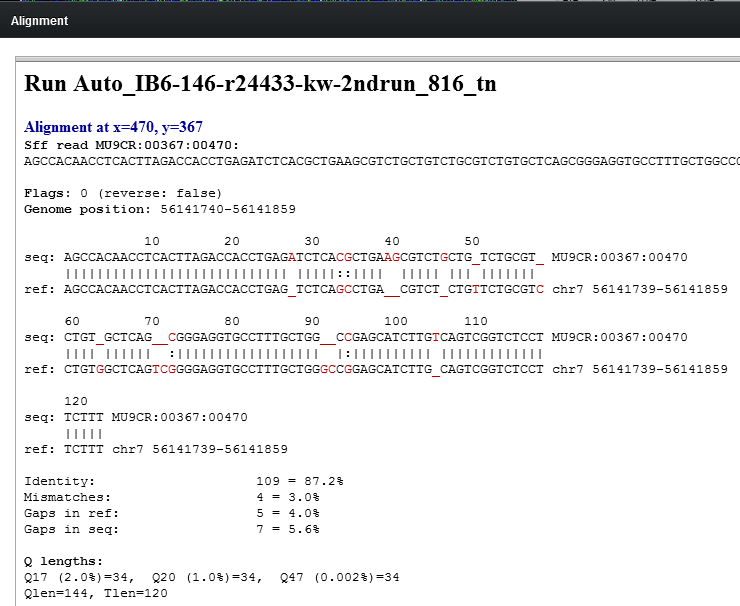 Alignment
Run Auto_IB6-146-r24433-kw-2ndrun_816_tn
Alignment at x=470, y=367
Sff read MU9CR:00367:00470:
AGCCACAACCTCACTTAGACCACCTGAGATCTCACGCTGAAGCGTCTGCTGTCTGCGTCTGTGCTCAGCGGGAGGTGCCTTTGCTGGCC
Flags: 0 (reverse: false)
Genome position: 56141740-56141859
10 20 30 40 50
seq: AGCCACAACCTCACTTAGACCACCTGAGATCTCACGCTGAAGCGTCTGCTG_TCTGCGT_ MU9CR:00367:00470
|||||||||||||||||||||||||||| |||||::||||  ||||| ||| |||||||
ref: AGCCACAACCTCACTTAGACCACCTGAG_TCTCAGCCTGA__CGTCT_CTGTTCTGCGTC chr7 56141739-56141859
60 70 80 90 100 110
seq: CTGT_GCTCAG__CGGGAGGTGCCTTTGCTGG__CCGAGCATCTTGTCAGTCGGTCTCCT MU9CR:00367:00470
|||| ||||||  :||||||||||||||||||  |:|||||||||| |||||||||||||
ref: CTGTGGCTCAGTCGGGGAGGTGCCTTTGCTGGGCCGGAGCATCTTG_CAGTCGGTCTCCT chr7 56141739-56141859
120
seq: TCTTT MU9CR:00367:00470
|||||
ref: TCTTT chr7 56141739-56141859
Identity: 109 = 87.2%
Mismatches: 4 = 3.0%
Gaps in ref: 5 = 4.0%
Gaps in seq: 7 = 5.6%
Q lengths:
Q17 (2.0%)=34, Q20 (1.0%)=34, Q47 (0.002%)=34
Qlen=144, Tlen=120